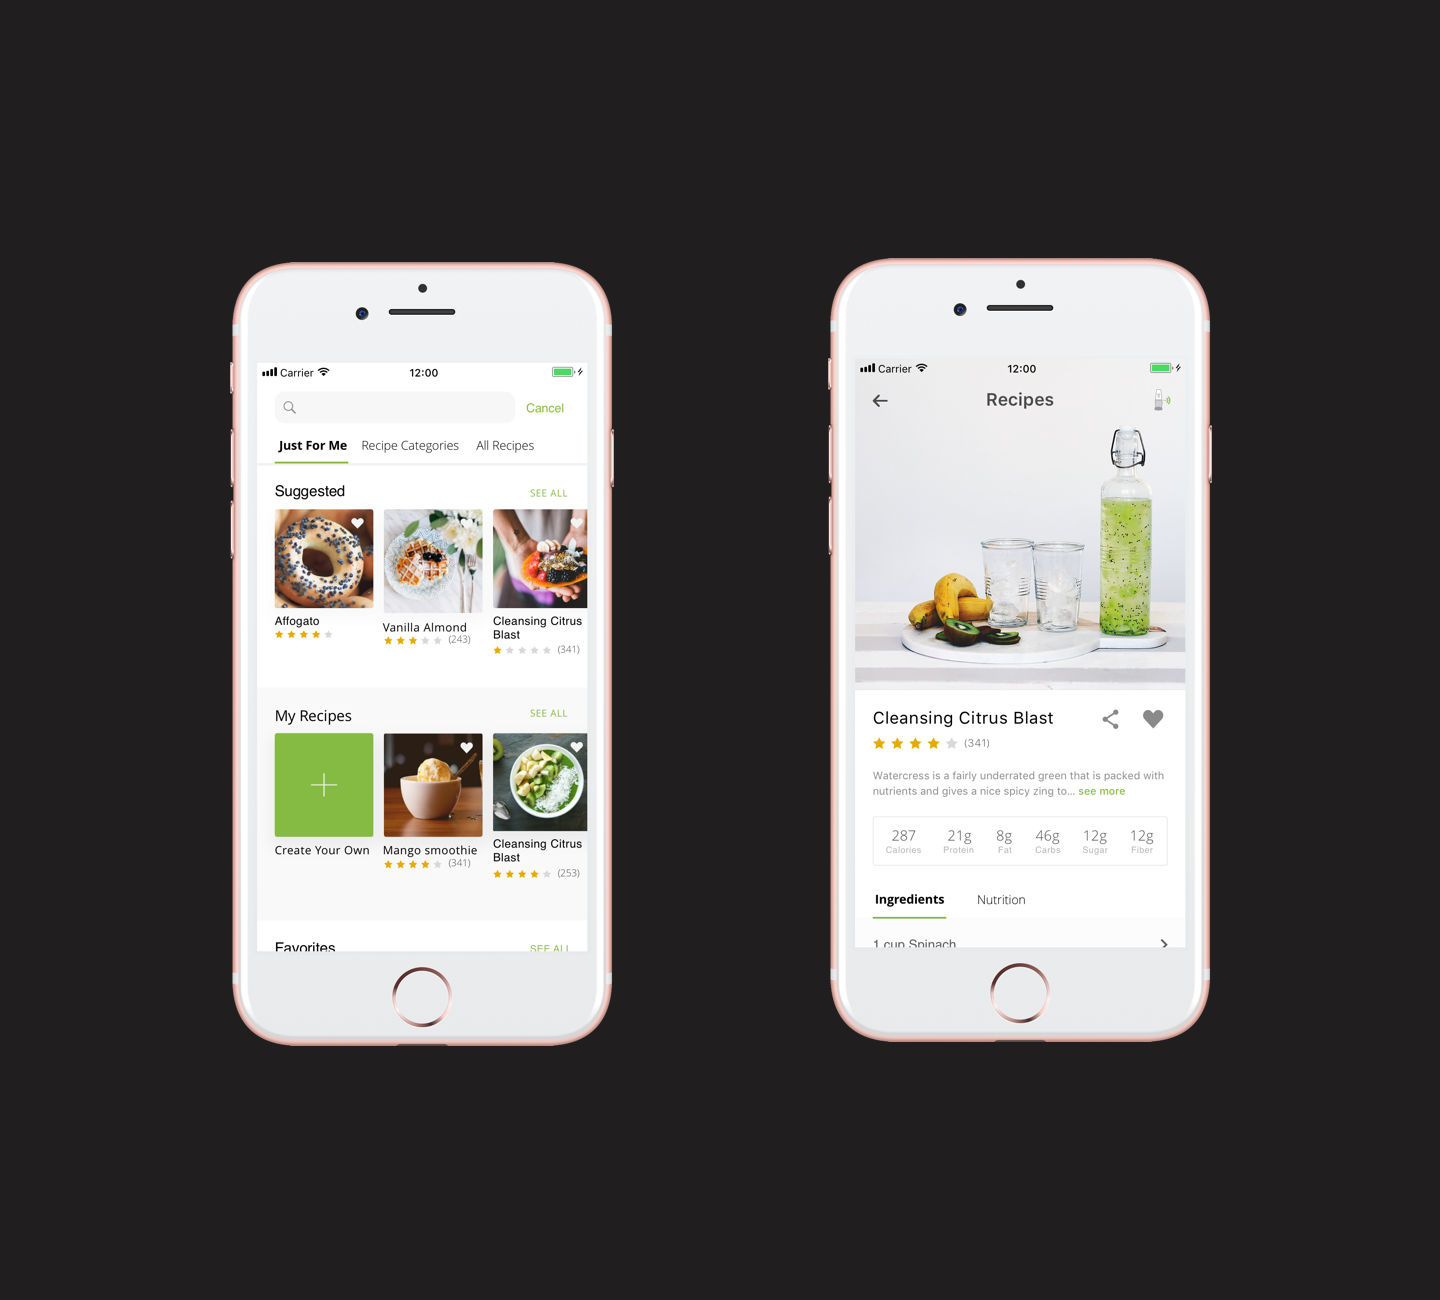 Carrier 12:00
Cancel
Just For Me Recipe Categories All Recipes
Suggested SEE ALL
Affogato
Vanilla Almond
(243)
Cleansing Citrus
Blast
(341)
My Recipes SEE ALL
Create Your Own
Mango smoothie
(341)
Cleansing Citrus
Blast
(253)
Favorites SEE ALL
Carrier 12:00
Recipes
Cleansing Citrus Blast
(341)
Watercress is a fairly underrated green that is packed with
nutrients and gives a nice spicy zing to... see more
287 21g 8g 46g 12g 12g
Calories Protein Fat Carbs Sugar Fiber
Ingredients Nutrition
1 cup Spinach